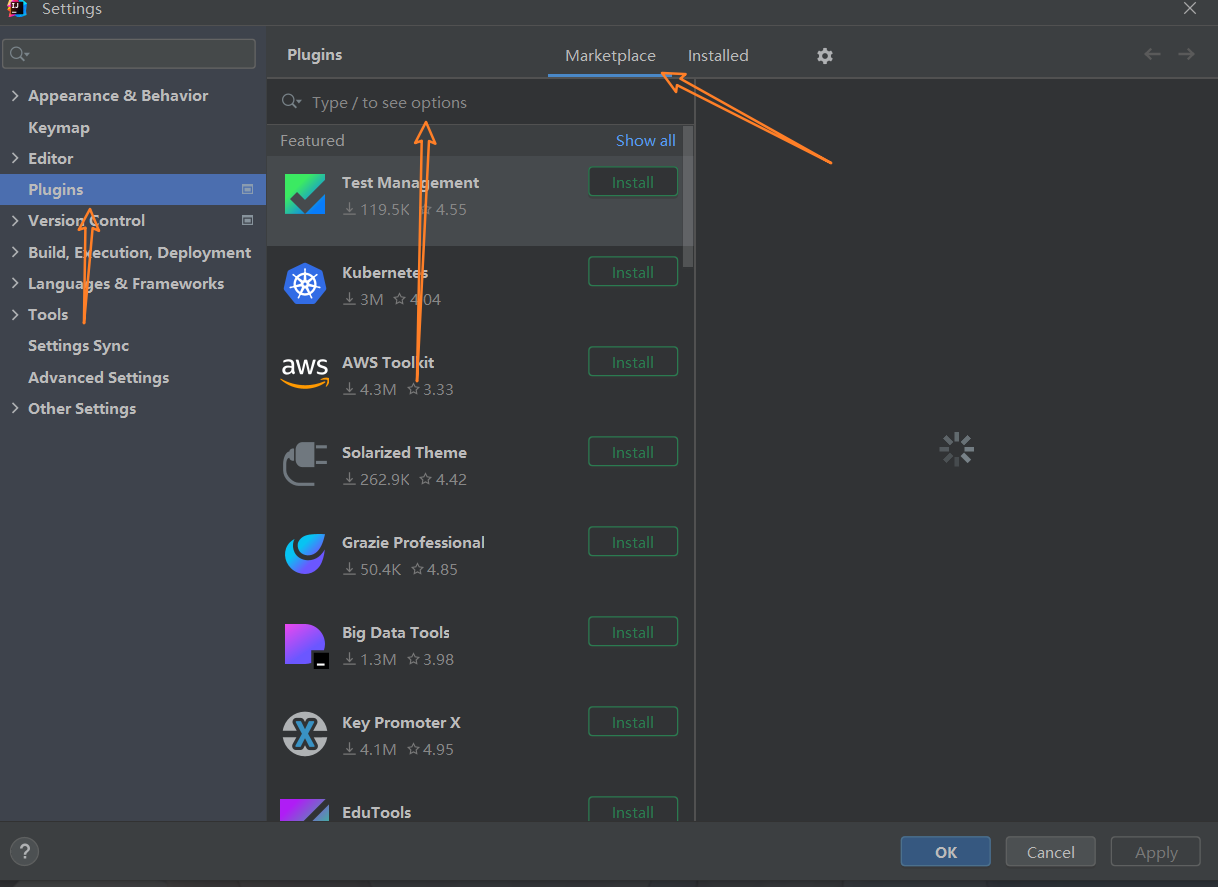 Settings
Plugins
Marketplace
Installed
Appearance & Behavior
Keymap
Editor
Plugins
Version Control
Build, Execution, Deployment
Languages & Frameworks
Tools
Settings Sync
Advanced Settings
Other Settings
Type / to see options
Featured
Show all
Test Management
Install
119.5K 4.55
Kubernetes
Install
3M 4.04
aws
AWS Toolkit
Install
4.3M 3.33
Solarized Theme
Install
262.9K 4.42
Grazie Professional
Install
50.4K 4.85
Big Data Tools
Install
1.3M 3.98
Key Promoter X
Install
4.1M 4.95
EduTools
Install
?
OK
Cancel
Apply